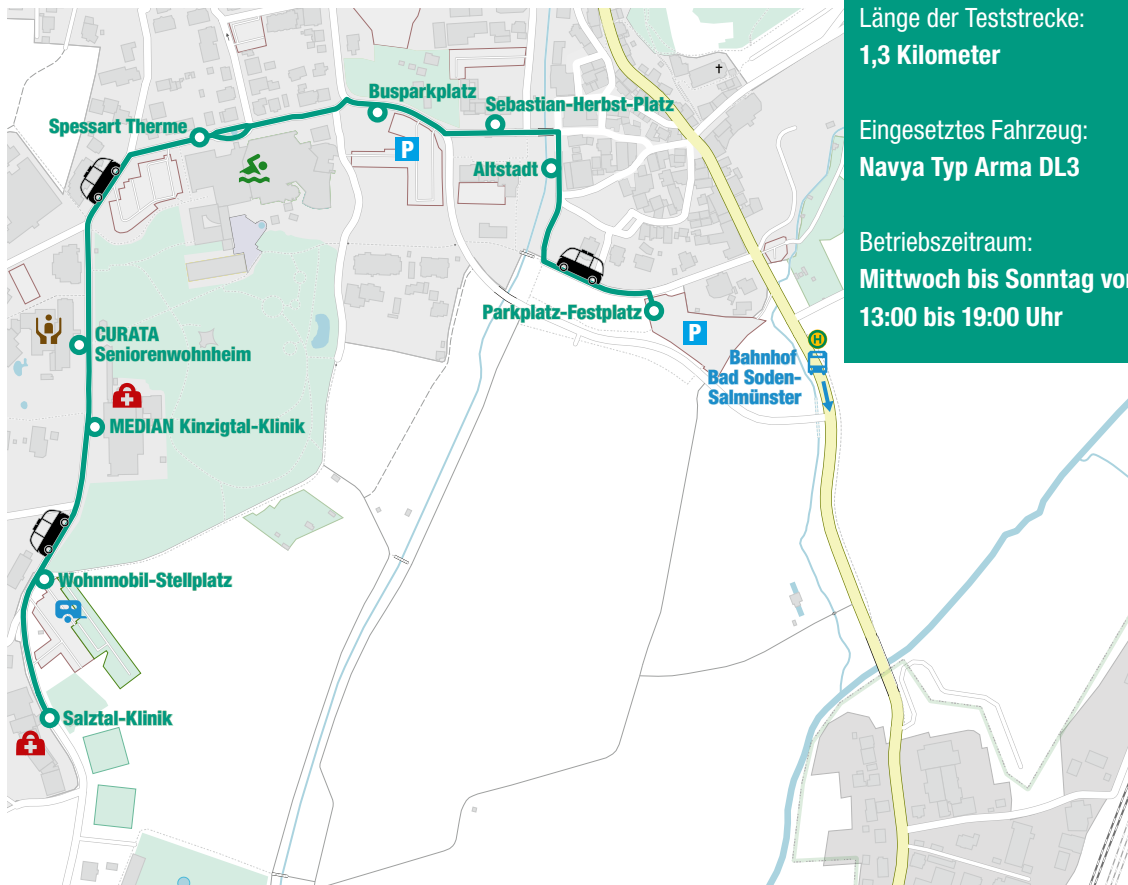 Länge der Teststrecke:
1,3 Kilometer
Eingesetztes Fahrzeug:
Navya Typ Arma DL3
Betriebszeitraum:
Mittwoch bis Sonntag von
13:00 bis 19:00 Uhr
Busparkplatz
Sebastian-Herbst-Platz
Spessart Therme
P
Altstadt
Parkplatz-Festplatz
P
H
CURATA
Seniorenwohnheim
Bahnhof
Bad Soden-
Salmünster
MEDIAN Kinzigtal-Klinik
Wohnmobil-Stellplatz
Salztal-Klinik